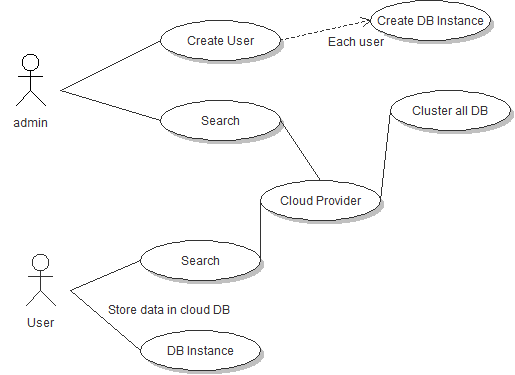 Create DB Instance
Create User
Each user
admin
Search
Cluster all DB
Cloud Provider
Search
User
Store data in cloud DB
DB Instance